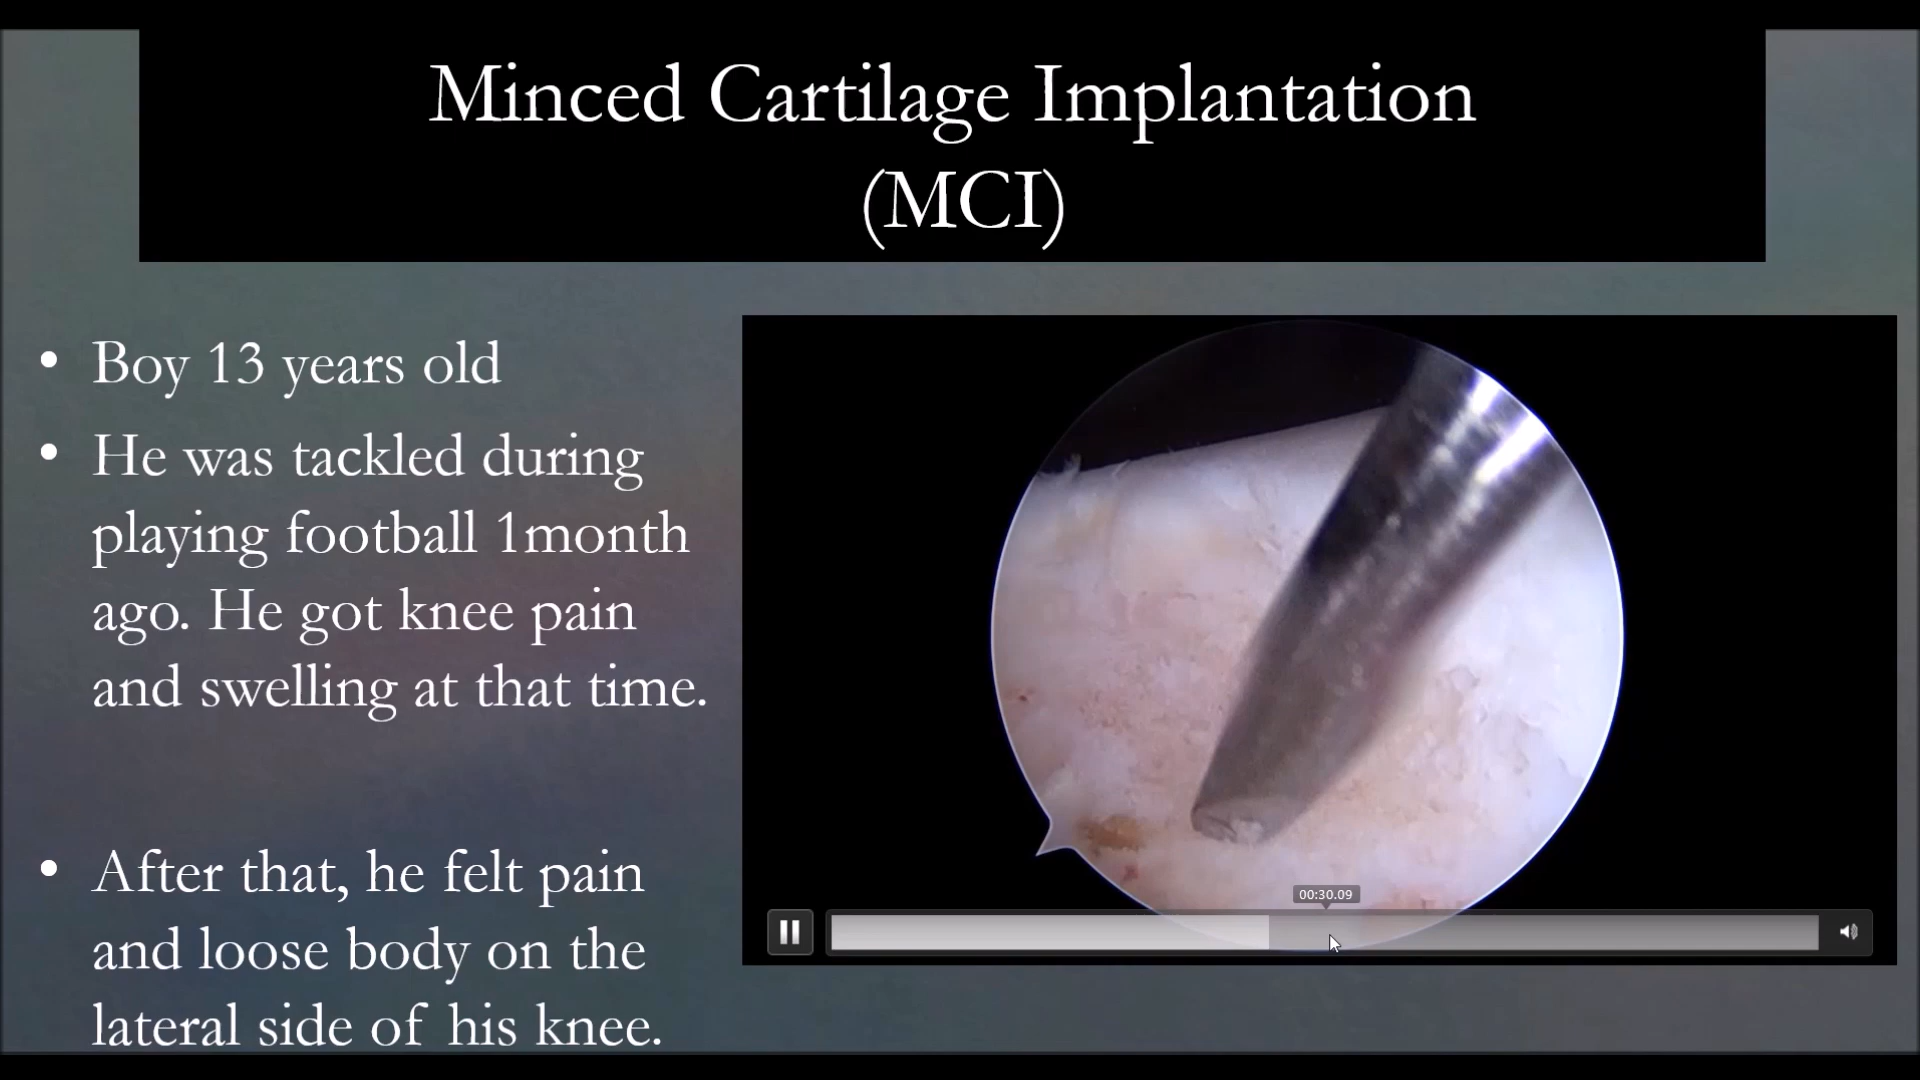 Minced Cartilage Implantation
(MCI)
• Boy 13 years old
• He was tackled during
playing football 1month
ago. He got knee pain
and swelling at that time.
• After that, he felt pain
and loose body on the
lateral side of his knee.
00:30.09